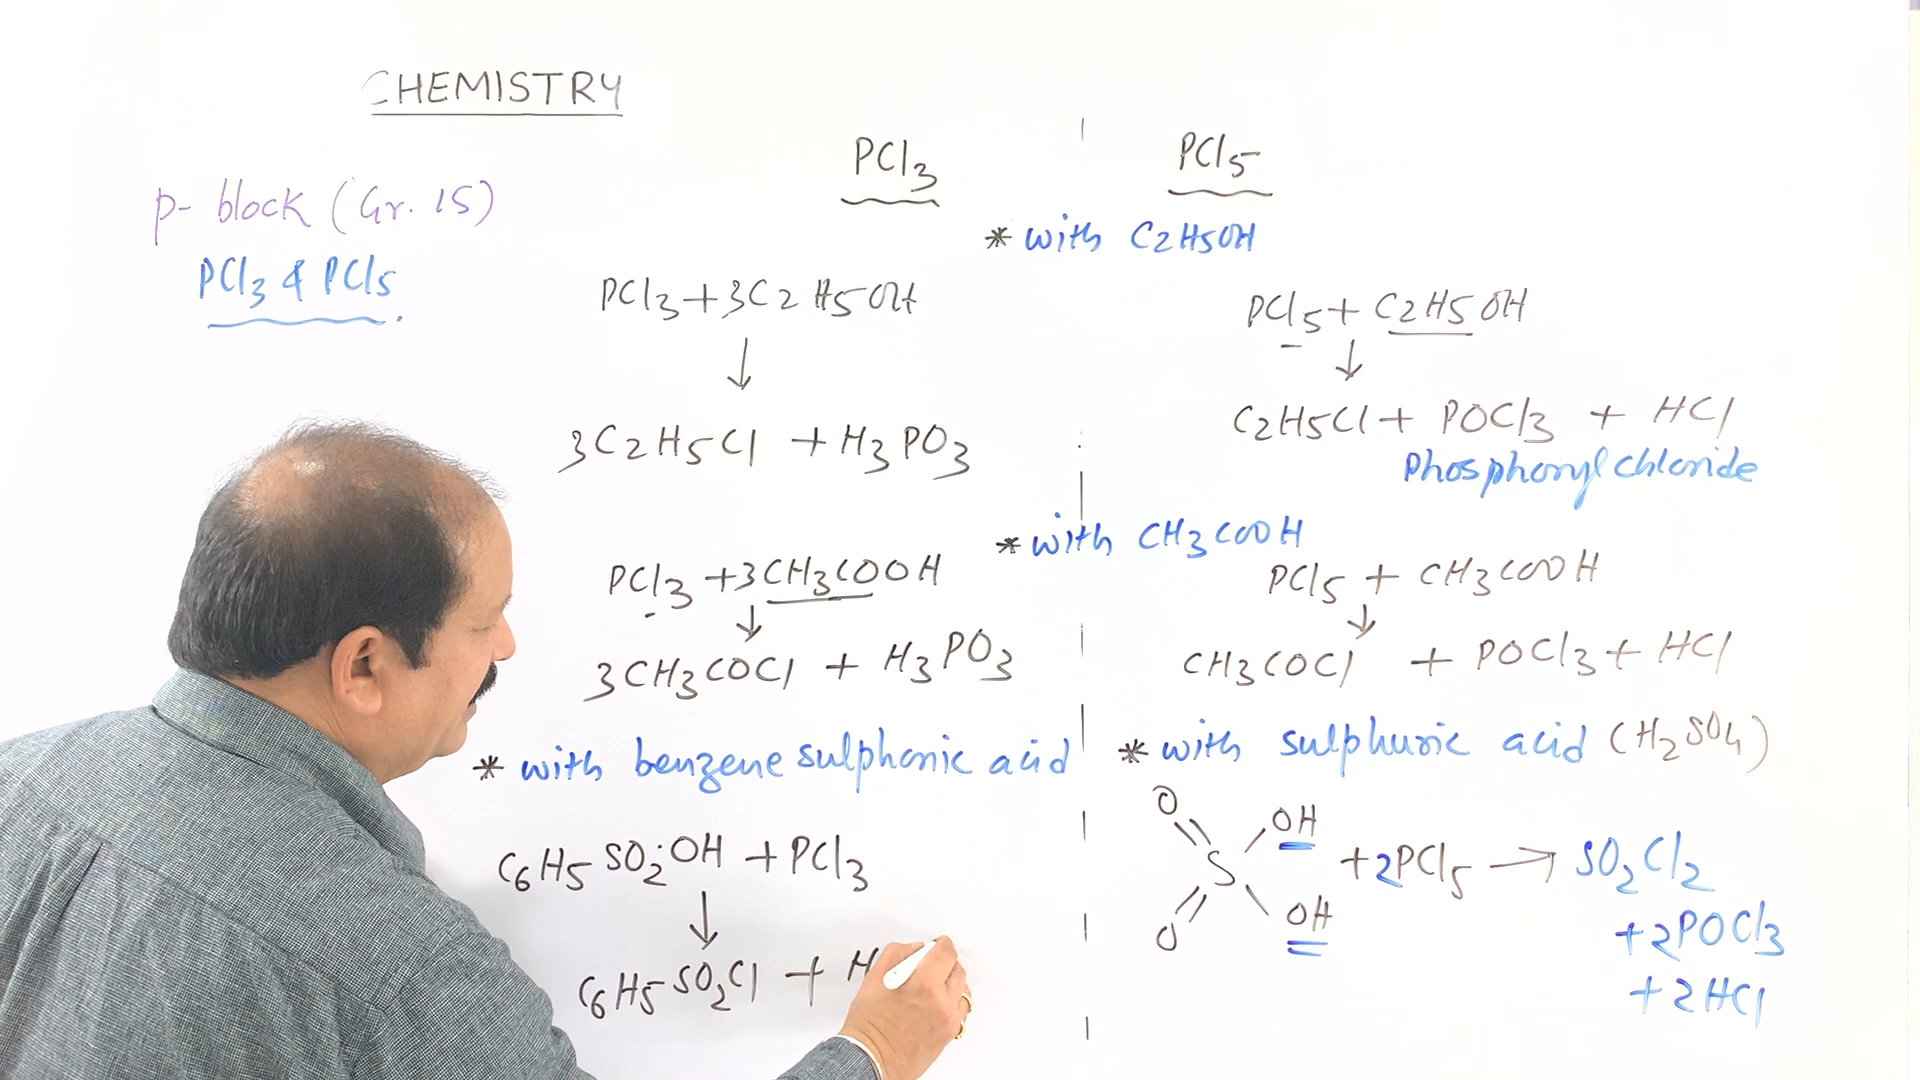 CHEMISTRY
p-block (Gr. 15)
PCl3 & PCl5.
PCl3
PCl5
* with C2H5OH
PCl3+3C2H5OH
↓
3C2H5Cl + H3PO3
PCl5+ C2H5OH
↓
C2H5Cl + POCl3 + HCl
Phosphoryl chloride
* with CH3COOH
PCl3 +3CH3COOH
↓
3CH3COCl + H3PO3
PCl5 + CH3COOH
↓
CH3COCl + POCl3 + HCl
* with benzene sulphonic acid
C6H5SO2·OH + PCl3
↓
C6H5SO2Cl + H
* with sulphuric acid (H2SO4)
O
OH
S
O
OH
+2PCl5 → SO2Cl2
+2POCl3
+2HCl